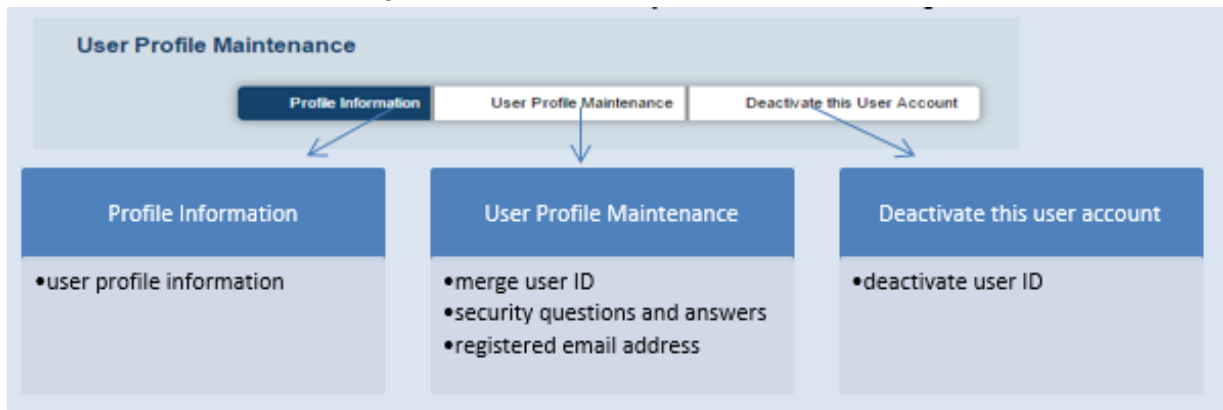 User Profile Maintenance
Profile Information
User Profile Maintenance
Deactivate this User Account
Profile Information
•user profile information
User Profile Maintenance
•merge user ID
•security questions and answers
•registered email address
Deactivate this user account
•deactivate user ID